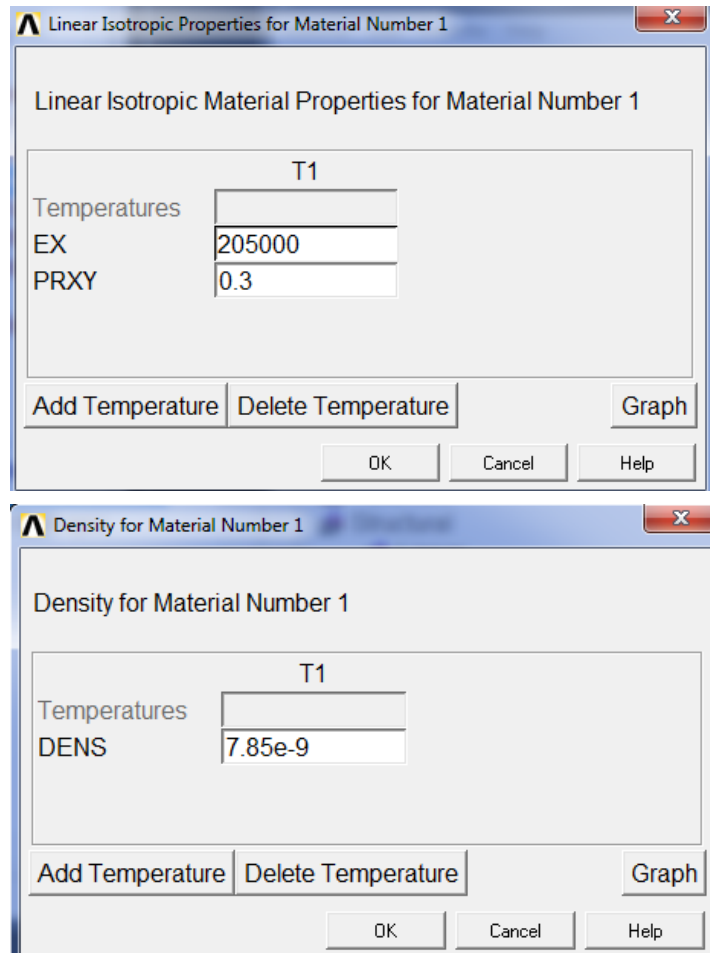 Linear Isotropic Properties for Material Number 1
Linear Isotropic Material Properties for Material Number 1
T1
Temperatures
EX 205000
PRXY 0.3
Add Temperature Delete Temperature Graph
OK Cancel Help
Density for Material Number 1
Density for Material Number 1
T1
Temperatures
DENS 7.85e-9
Add Temperature Delete Temperature Graph
OK Cancel Help